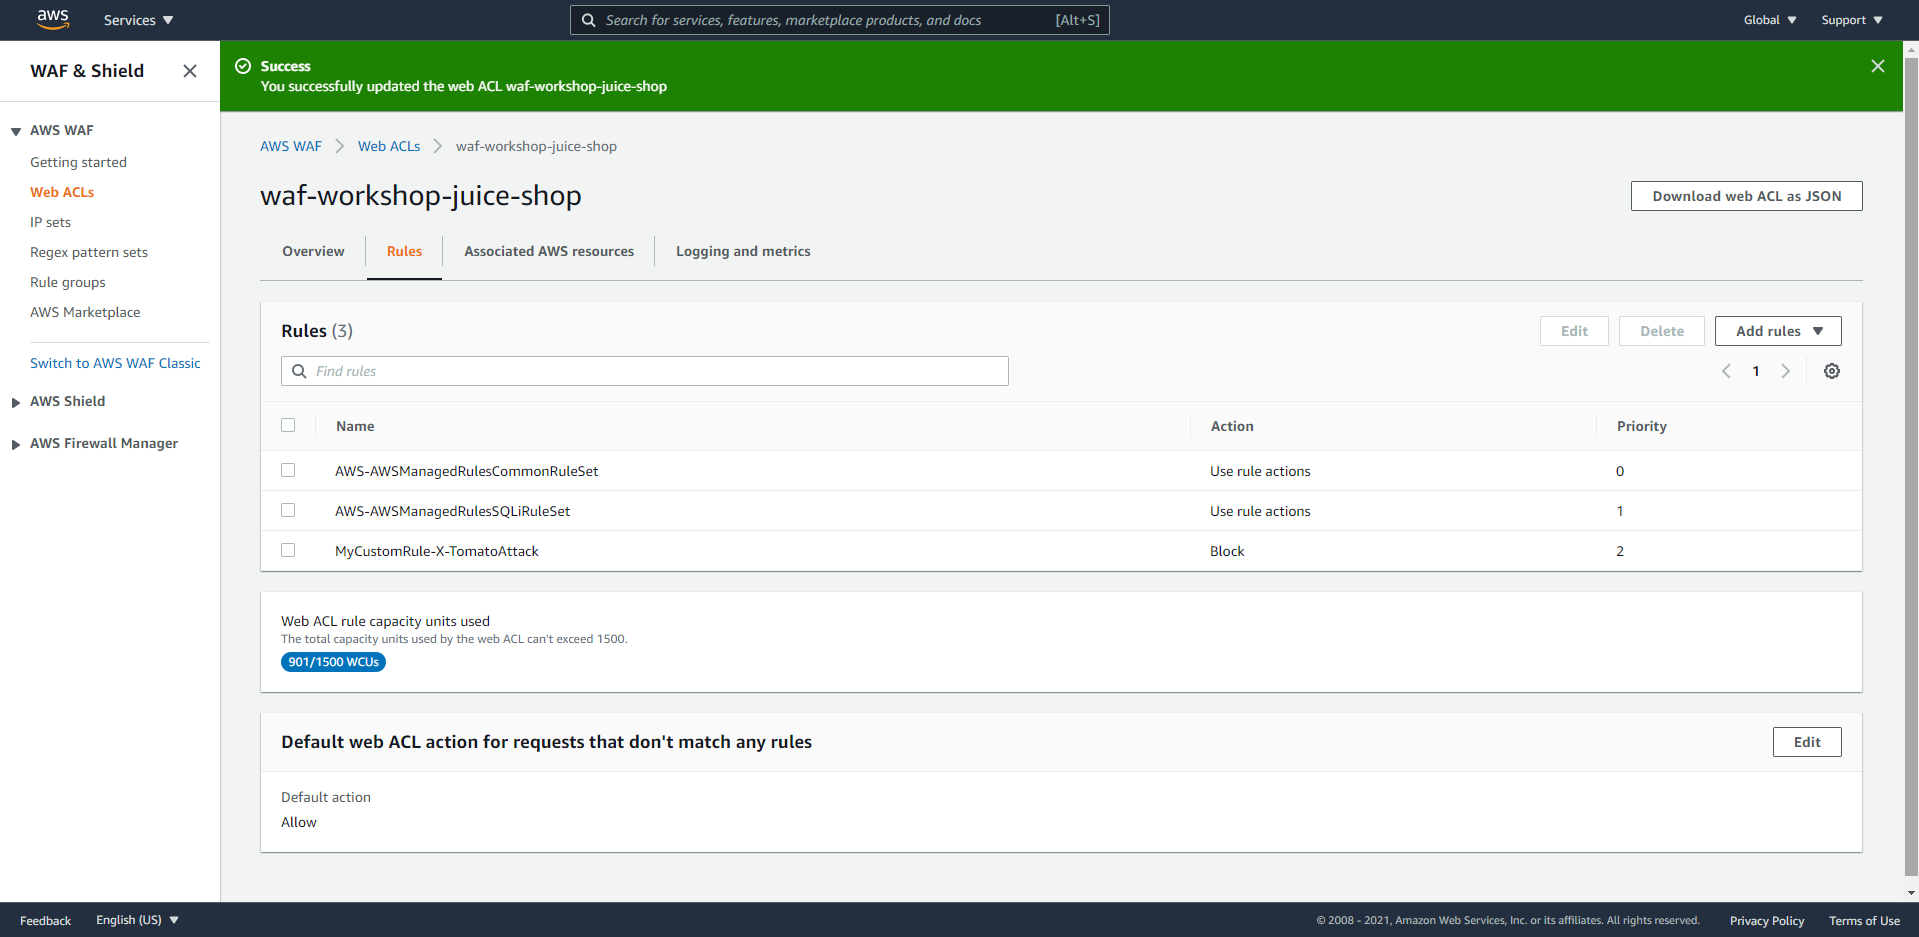 aws
Services
Search for services, features, marketplace products, and docs [Alt+S]
Global
Support
WAF & Shield
AWS WAF
Getting started
Web ACLs
IP sets
Regex pattern sets
Rule groups
AWS Marketplace
Switch to AWS WAF Classic
AWS Shield
AWS Firewall Manager
Success
You successfully updated the web ACL waf-workshop-juice-shop
AWS WAF Web ACLs waf-workshop-juice-shop
waf-workshop-juice-shop
Download web ACL as JSON
Overview Rules Associated AWS resources Logging and metrics
Rules (3)
Edit Delete Add rules
Find rules
1
Name Action Priority
AWS-AWSManagedRulesCommonRuleSet Use rule actions 0
AWS-AWSManagedRulesSQLiRuleSet Use rule actions 1
MyCustomRule-X-TomatoAttack Block 2
Web ACL rule capacity units used
The total capacity units used by the web ACL can't exceed 1500.
901/1500 WCUs
Default web ACL action for requests that don't match any rules
Edit
Default action
Allow
Feedback English (US)
© 2008 - 2021, Amazon Web Services, Inc. or its affiliates. All rights reserved. Privacy Policy Terms of Use